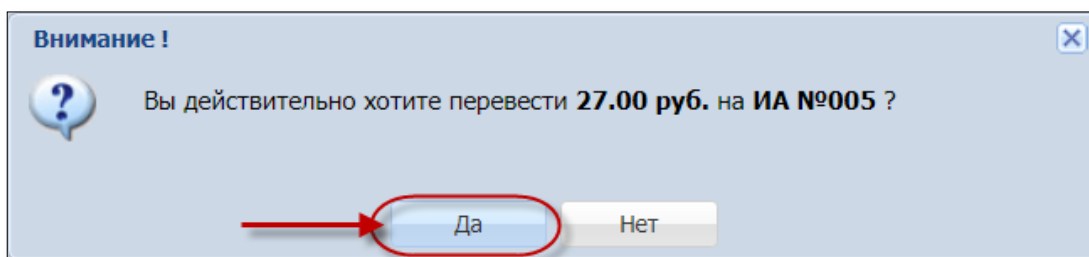 Внимание !
Вы действительно хотите перевести 27.00 руб. на ИА №005 ?
Да
Нет